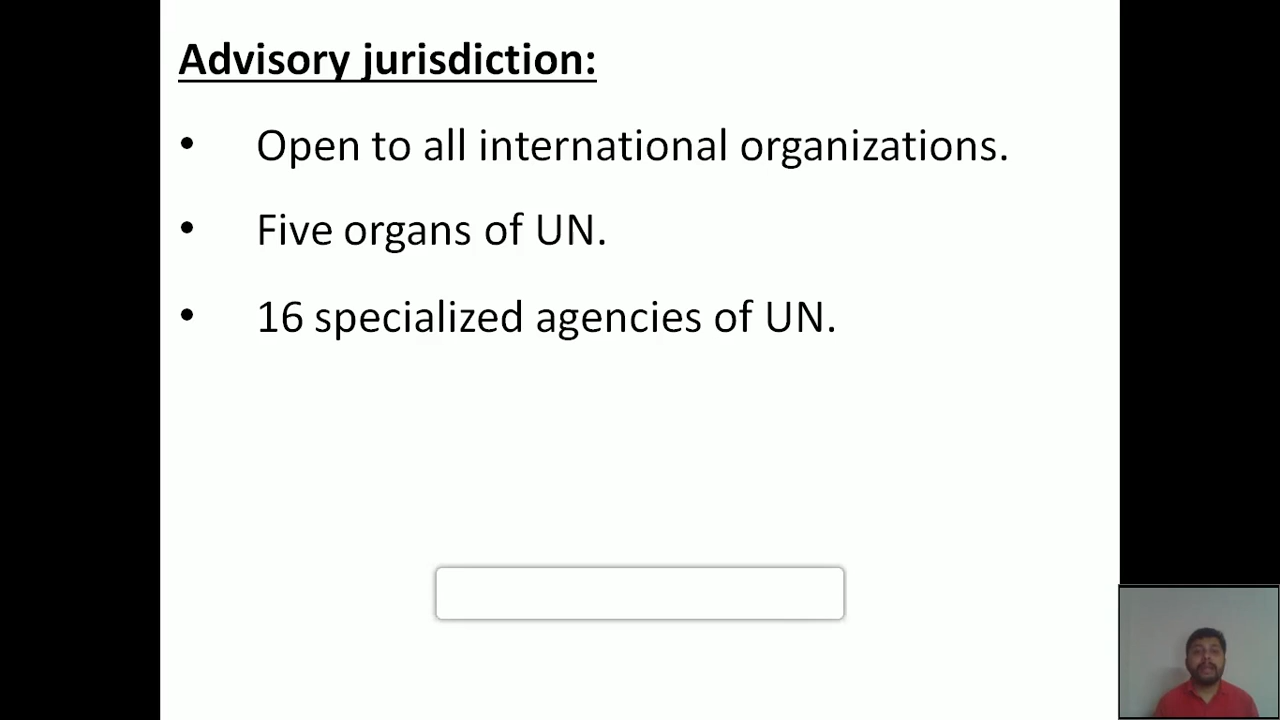 Advisory jurisdiction:
• Open to all international organizations.
• Five organs of UN.
• 16 specialized agencies of UN.